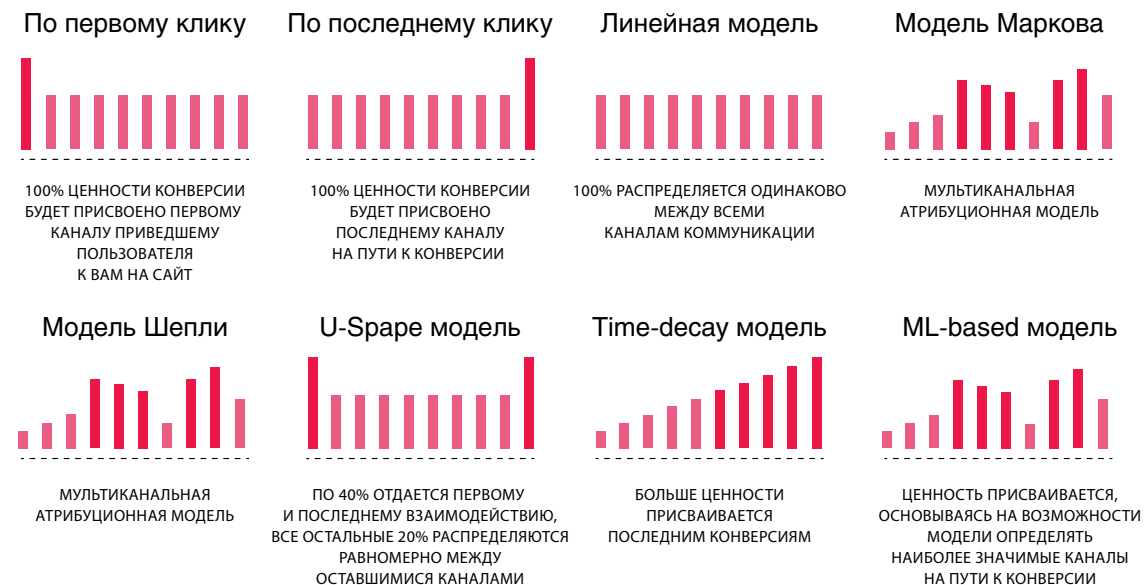 По первому клику
100% ЦЕННОСТИ КОНВЕРСИИ
БУДЕТ ПРИСВОЕНО ПЕРВОМУ
КАНАЛУ ПРИВЕДШЕМУ
ПОЛЬЗОВАТЕЛЯ
К ВАМ НА САЙТ
По последнему клику
100% ЦЕННОСТИ КОНВЕРСИИ
БУДЕТ ПРИСВОЕНО
ПОСЛЕДНЕМУ КАНАЛУ
НА ПУТИ К КОНВЕРСИИ
Линейная модель
100% РАСПРЕДЕЛЯЕТСЯ ОДИНАКОВО
МЕЖДУ ВСЕМИ
КАНАЛАМ КОММУНИКАЦИИ
Модель Маркова
МУЛЬТИКАНАЛЬНАЯ
АТРИБУЦИОННАЯ МОДЕЛЬ
Модель Шепли
МУЛЬТИКАНАЛЬНАЯ
АТРИБУЦИОННАЯ МОДЕЛЬ
U-Spape модель
ПО 40% ОТДАЕТСЯ ПЕРВОМУ
И ПОСЛЕДНЕМУ ВЗАИМОДЕЙСТВИЮ,
ВСЕ ОСТАЛЬНЫЕ 20% РАСПРЕДЕЛЯЮТСЯ
РАВНОМЕРНО МЕЖДУ
ОСТАВШИМИСЯ КАНАЛАМИ
Time-decay модель
БОЛЬШЕ ЦЕННОСТИ
ПРИСВАИВАЕТСЯ
ПОСЛЕДНИМ КОНВЕРСИЯМ
ML-based модель
ЦЕННОСТЬ ПРИСВАИВАЕТСЯ,
ОСНОВЫВАЯСЬ НА ВОЗМОЖНОСТИ
МОДЕЛИ ОПРЕДЕЛЯТЬ
НАИБОЛЕЕ ЗНАЧИМЫЕ КАНАЛЫ
НА ПУТИ К КОНВЕРСИИ